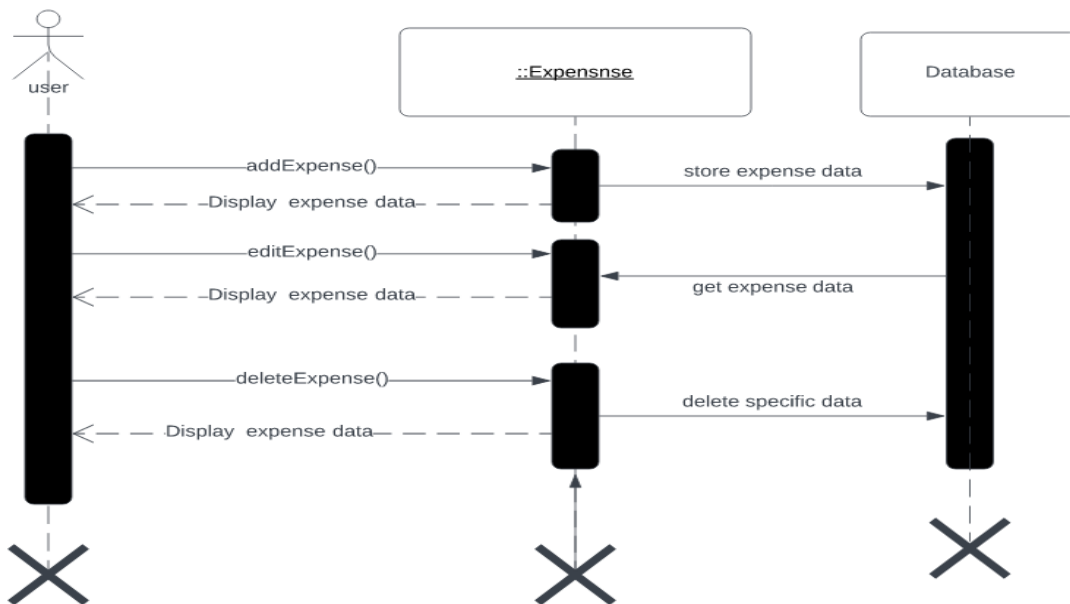 user
::Expensnse
Database
addExpense()
store expense data
Display expense data
editExpense()
get expense data
Display expense data
deleteExpense()
delete specific data
Display expense data